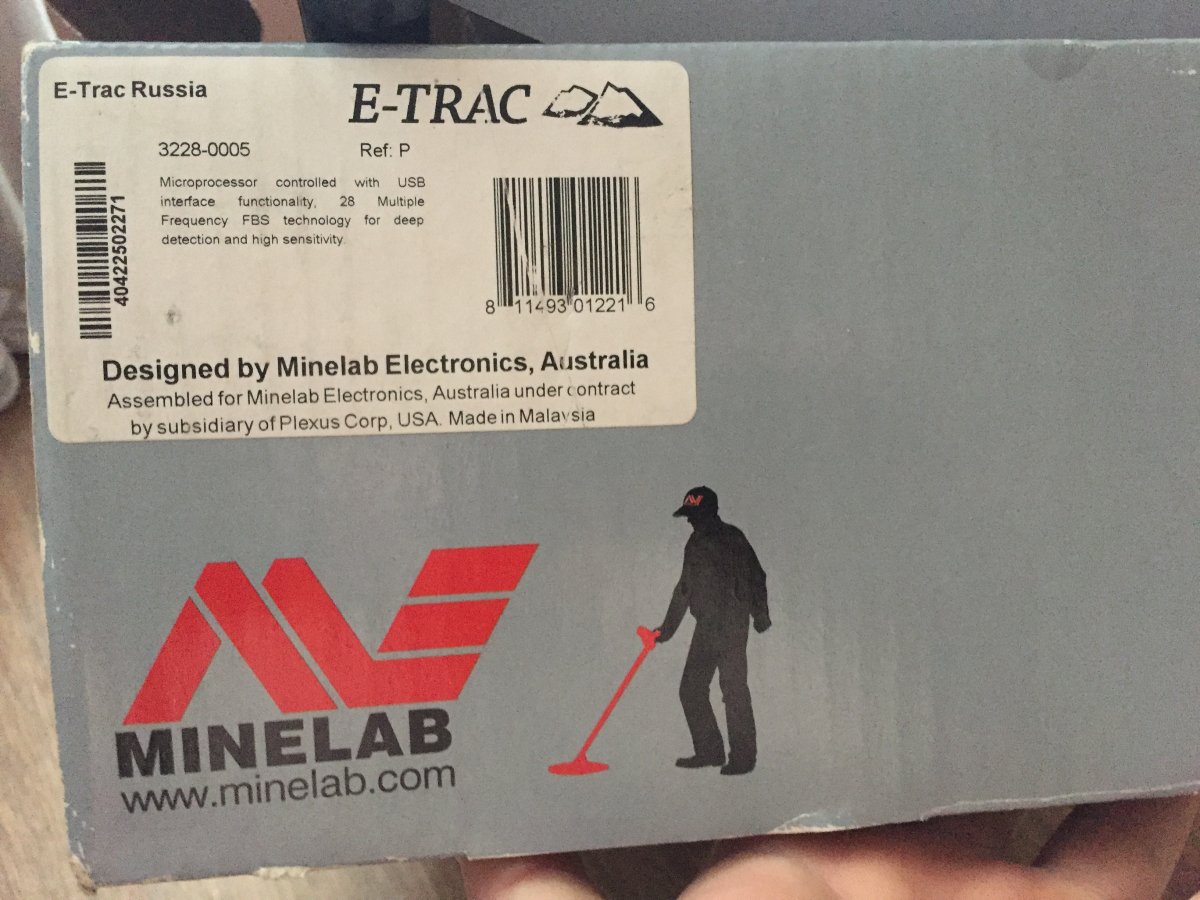 E-Trac Russia
E-TRAC
3228-0005 Ref: P
Microprocessor controlled with USB
interface functionality, 28 Multiple
Frequency FBS technology for deep
detection and high sensitivity.
40422502271
8 11493 01221 6
Designed by Minelab Electronics, Australia
Assembled for Minelab Electronics, Australia under contract
by subsidiary of Plexus Corp, USA. Made in Malaysia
MINELAB
www.minelab.com